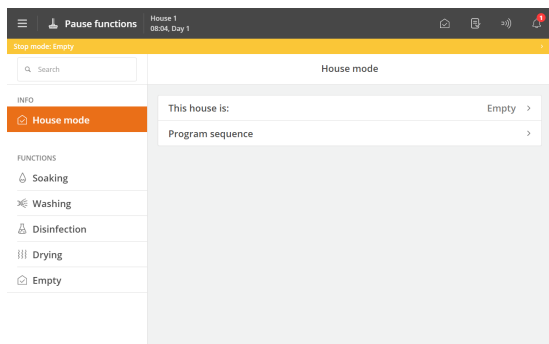 Pause functions
House 1
08:04, Day 1
1
Stop mode: Empty
Search
House mode
INFO
House mode
This house is: Empty
Program sequence
FUNCTIONS
Soaking
Washing
Disinfection
Drying
Empty